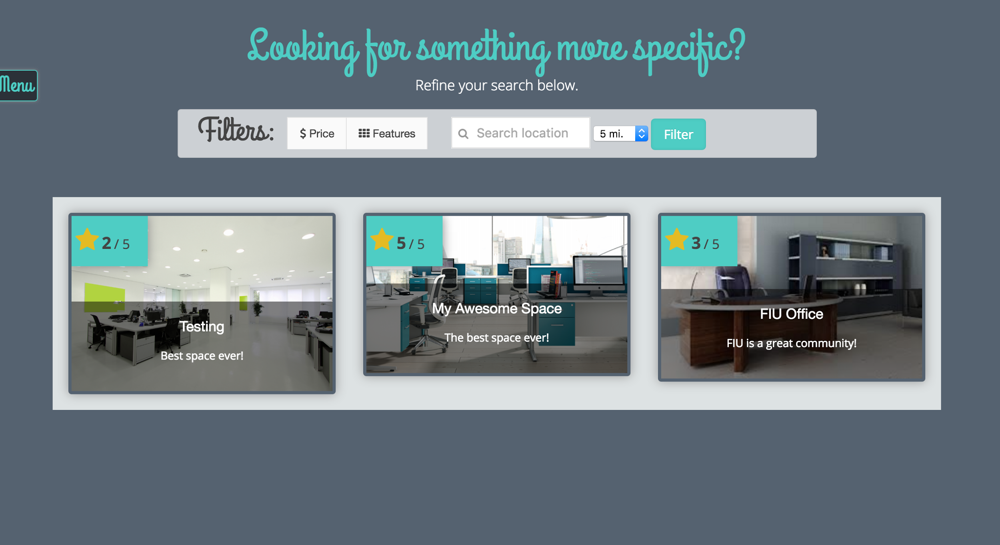 Looking for something more specific?
Menu
Refine your search below.
Filters:
$ Price
Features
Search location
5 mi.
Filter
2 / 5
Testing
Best space ever!
5 / 5
My Awesome Space
The best space ever!
3 / 5
FIU Office
FIU is a great community!